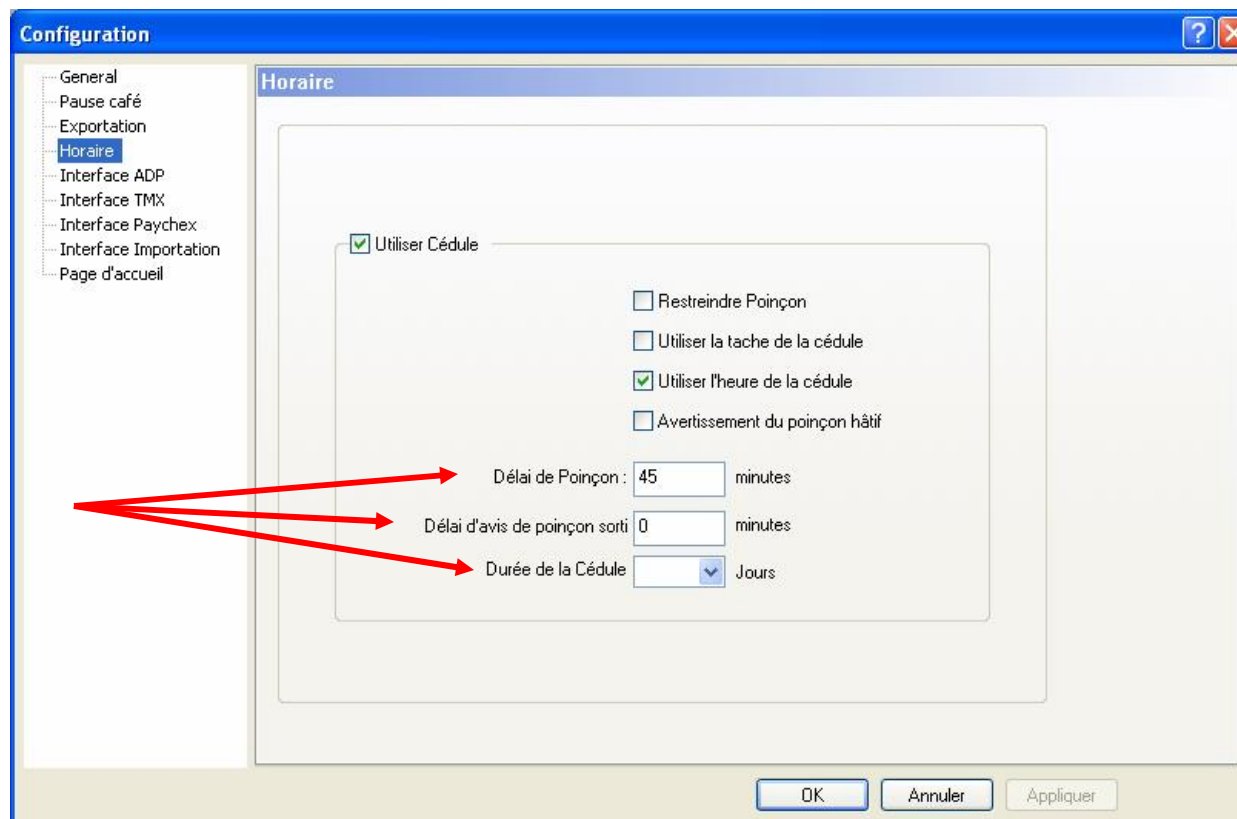 Configuration
General
Pause café
Exportation
Horaire
Interface ADP
Interface TMX
Interface Paychex
Interface Importation
Page d'accueil
Horaire
Utiliser Cédule
Restreindre Poinçon
Utiliser la tache de la cédule
Utiliser l'heure de la cédule
Avertissement du poinçon hâtif
Délai de Poinçon : 45 minutes
Délai d'avis de poinçon sorti 0 minutes
Durée de la Cédule Jours
OK Annuler Appliquer